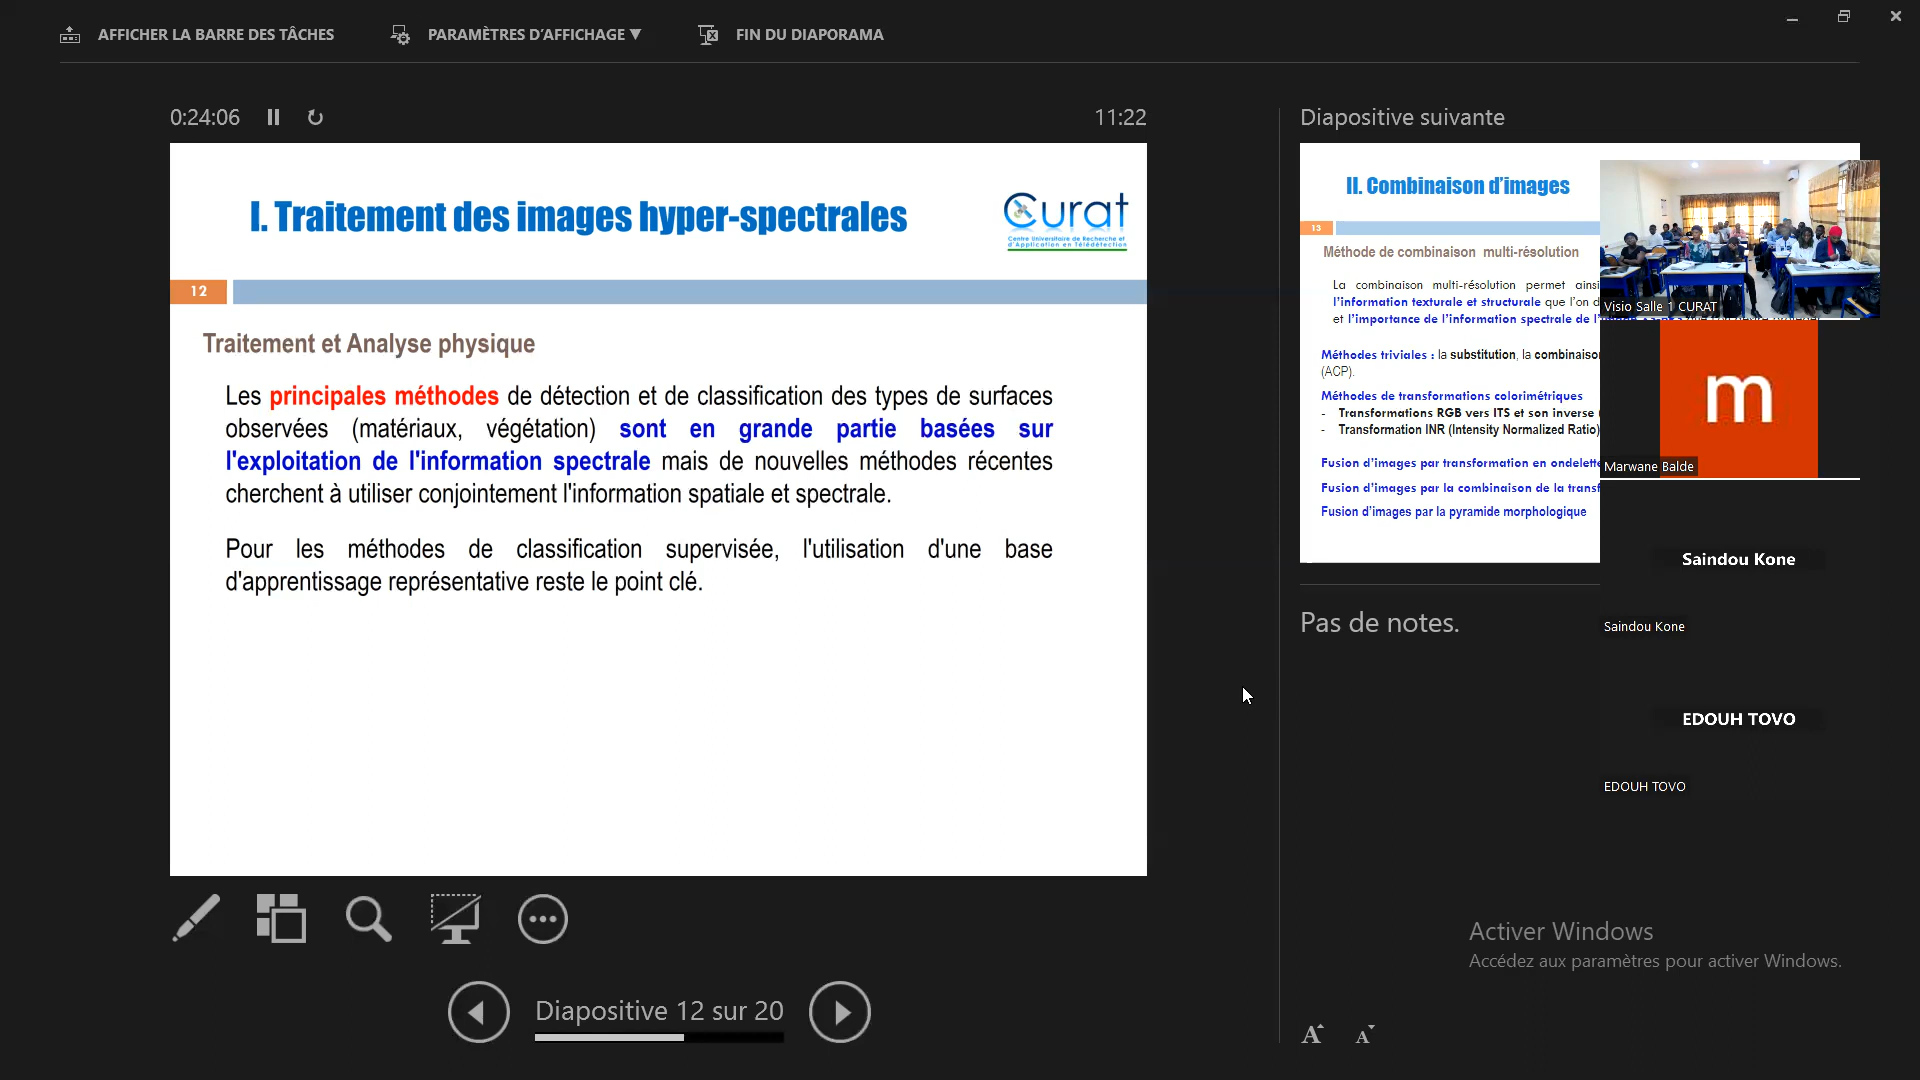 AFFICHER LA BARRE DES TÂCHES
PARAMÈTRES D'AFFICHAGE ▼
FIN DU DIAPORAMA
0:24:06
11:22
I. Traitement des images hyper-spectrales
Curat
Centre Universitaire de Recherche et
d'Application en Télédétection
12
Traitement et Analyse physique
Les principales méthodes de détection et de classification des types de surfaces
observées (matériaux, végétation) sont en grande partie basées sur
l'exploitation de l'information spectrale mais de nouvelles méthodes récentes
cherchent à utiliser conjointement l'information spatiale et spectrale.
Pour les méthodes de classification supervisée, l'utilisation d'une base
d'apprentissage représentative reste le point clé.
Diapositive 12 sur 20
Diapositive suivante
II. Combinaison d'images
13
Méthode de combinaison multi-résolution
La combinaison multi-résolution permet ainsi
l'information texturale et structurale que l'on
et l'importance de l'information spectrale de
Méthodes triviales : la substitution, la
(ACP).
Méthodes de transformations colorimétriques
- Transformations RGB vers ITS et son inverse
- Transformation INR (Intensity Normalized Ratio)
Fusion d'images par transformation en
Fusion d'images par la combinaison de la
Fusion d'images par la pyramide morphologique
Pas de notes.
Visio Salle 1 CURAT
m
Marwane Balde
Saindou Kone
Saindou Kone
EDOUH TOVO
EDOUH TOVO
Activer Windows
Accédez aux paramètres pour activer Windows.
A A